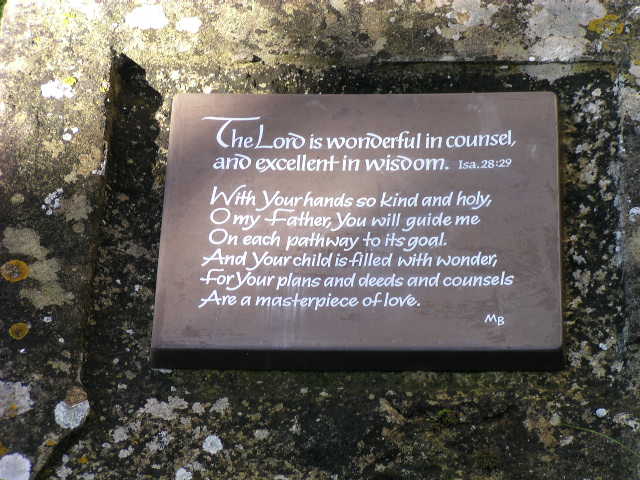 The Lord is wonderful in counsel,
and excellent in wisdom. Isa. 28:29
With Your hands so kind and holy,
O my Father, You will guide me
On each pathway to its goal.
And Your child is filled with wonder,
For Your plans and deeds and counsels
Are a masterpiece of love.
MB